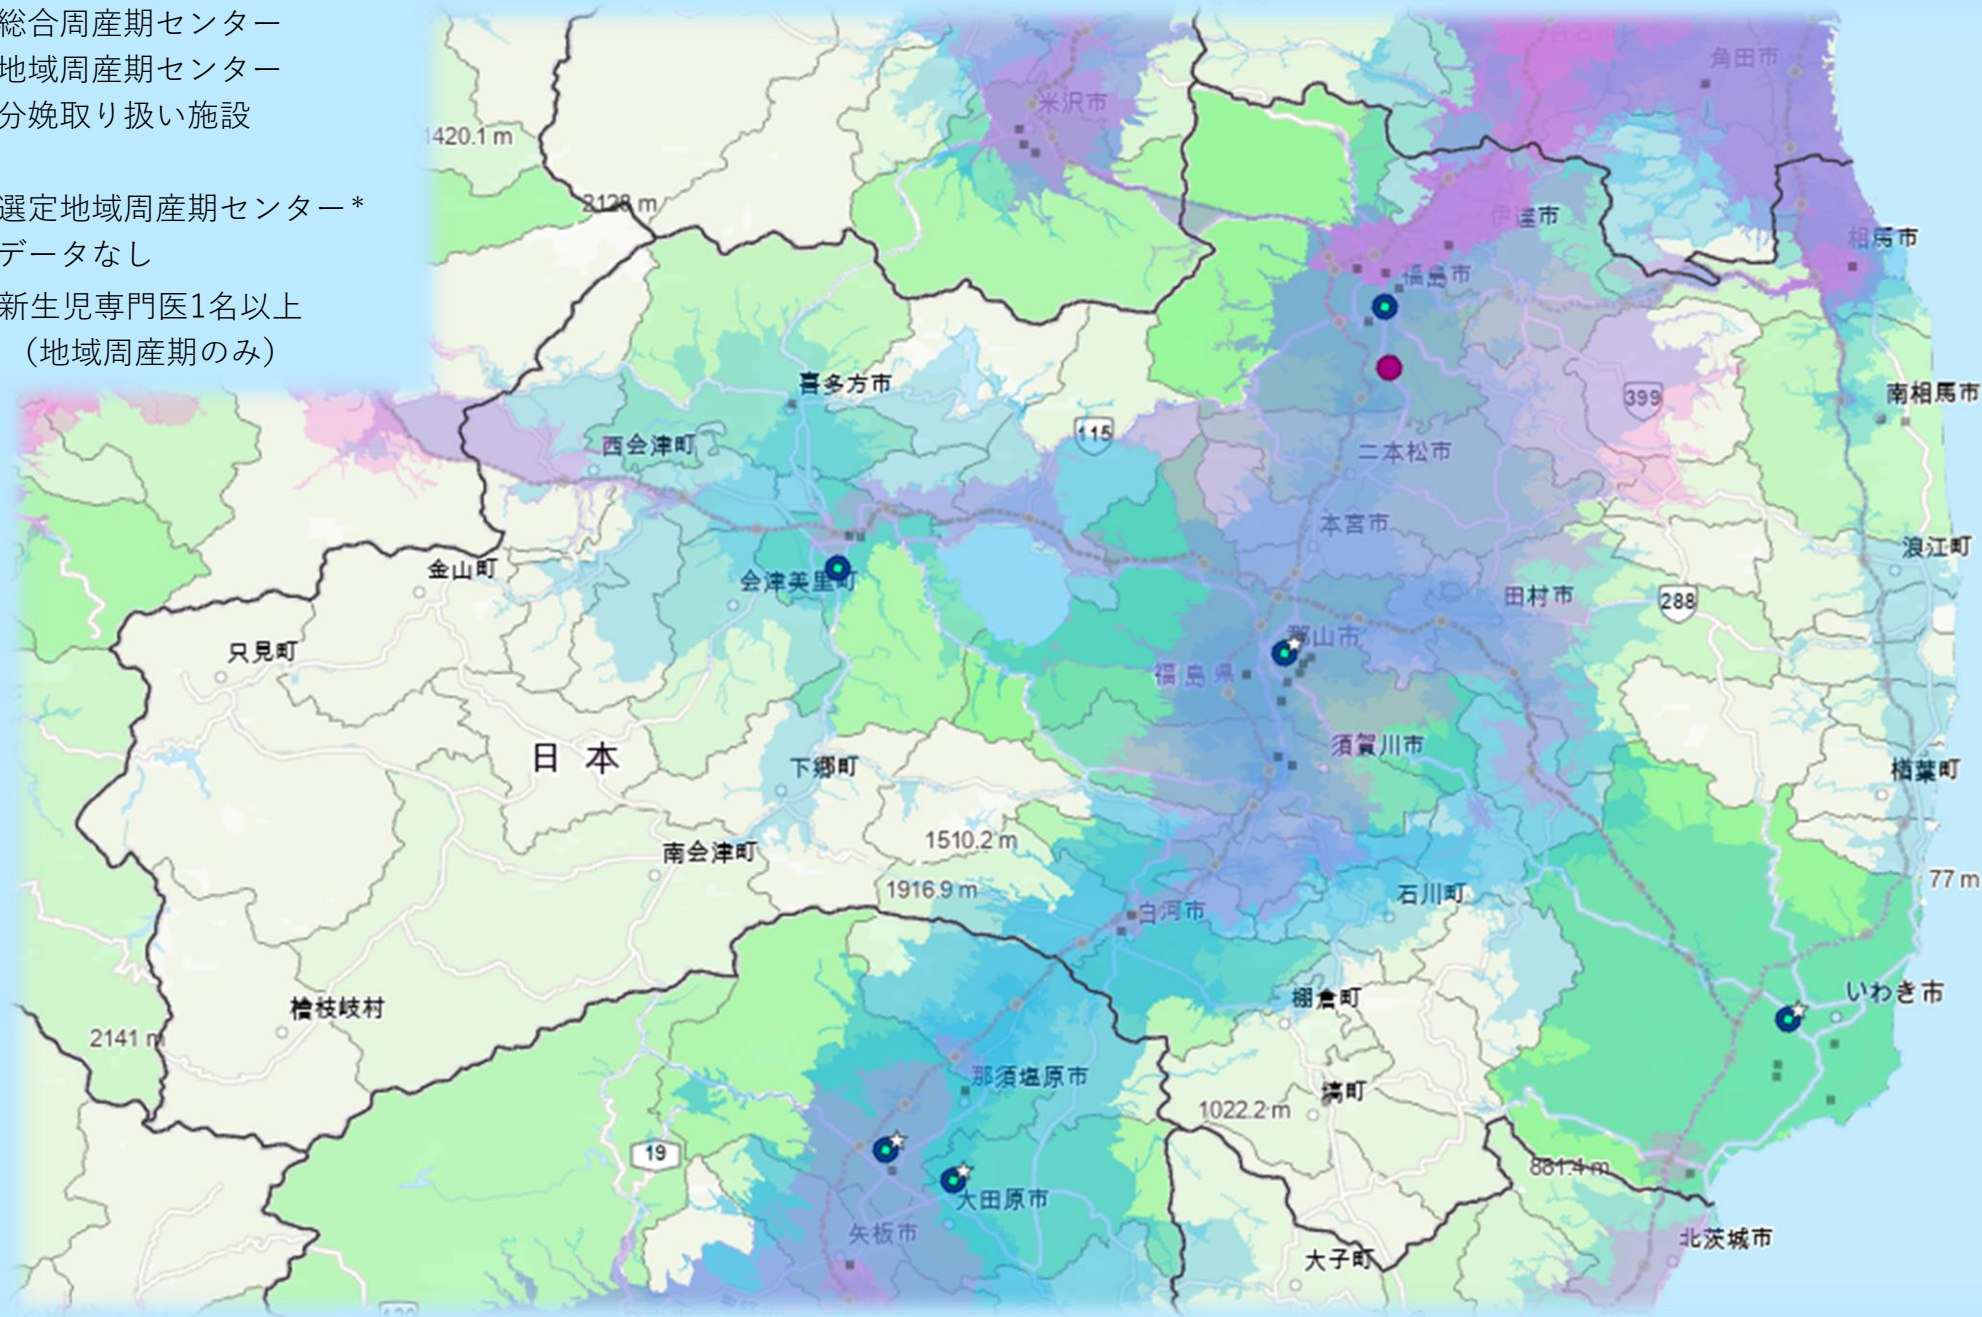 総合周産期センター
地域周産期センター
分娩取り扱い施設
選定地域周産期センター*
データなし
新生児専門医1名以上
（地域周産期のみ）
角田市
米沢市
1420.1 m
2128 m
伊達市
相馬市
福島市
喜多方市
南相馬市
399
115
西会津町
二本松市
本宮市
浪江町
金山町
会津美里町
田村市
288
郡山市
只見町
福島県
須賀川市
日本
下郷町
楢葉町
1510.2 m
南会津町
77 m
1916.9 m
石川町
白河市
いわき市
棚倉町
檜枝岐村
2141 m
那須塩原市
塙町
1022.2 m
19
881.4 m
大田原市
矢板市
北茨城市
大子町